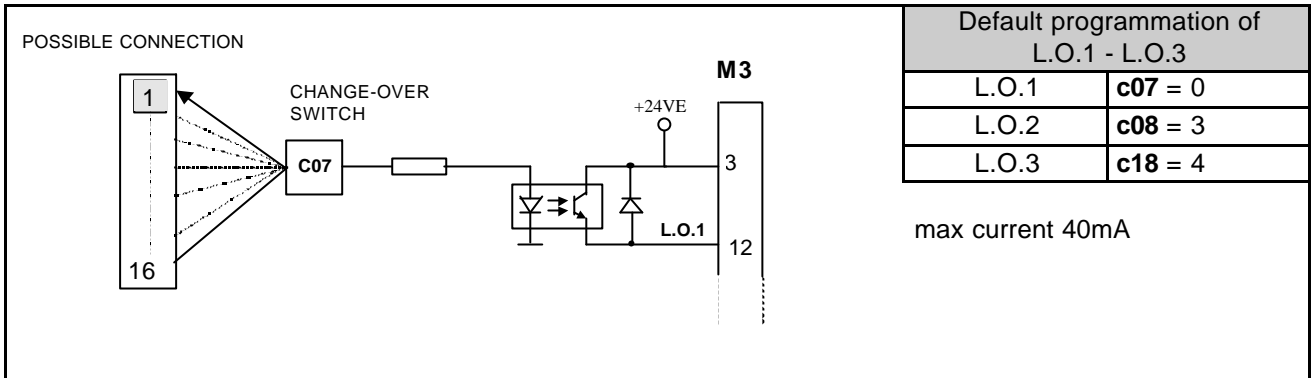 POSSIBLE CONNECTION
1
16
CHANGE-OVER
SWITCH
C07
M3
+24VE
3
L.O.1
12
Default programmation of
L.O.1 - L.O.3
L.O.1 c07 = 0
L.O.2 c08 = 3
L.O.3 c18 = 4
max current 40mA